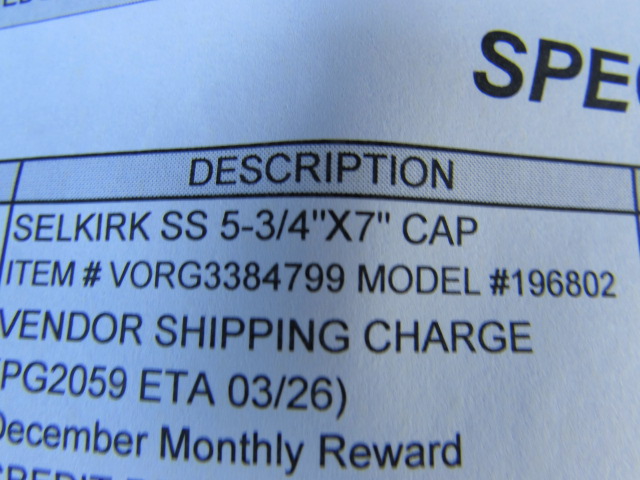 SPE
DESCRIPTION
SELKIRK SS 5-3/4"X7" CAP
ITEM # VORG3384799 MODEL #196802
VENDOR SHIPPING CHARGE
(PG2059 ETA 03/26)
December Monthly Reward